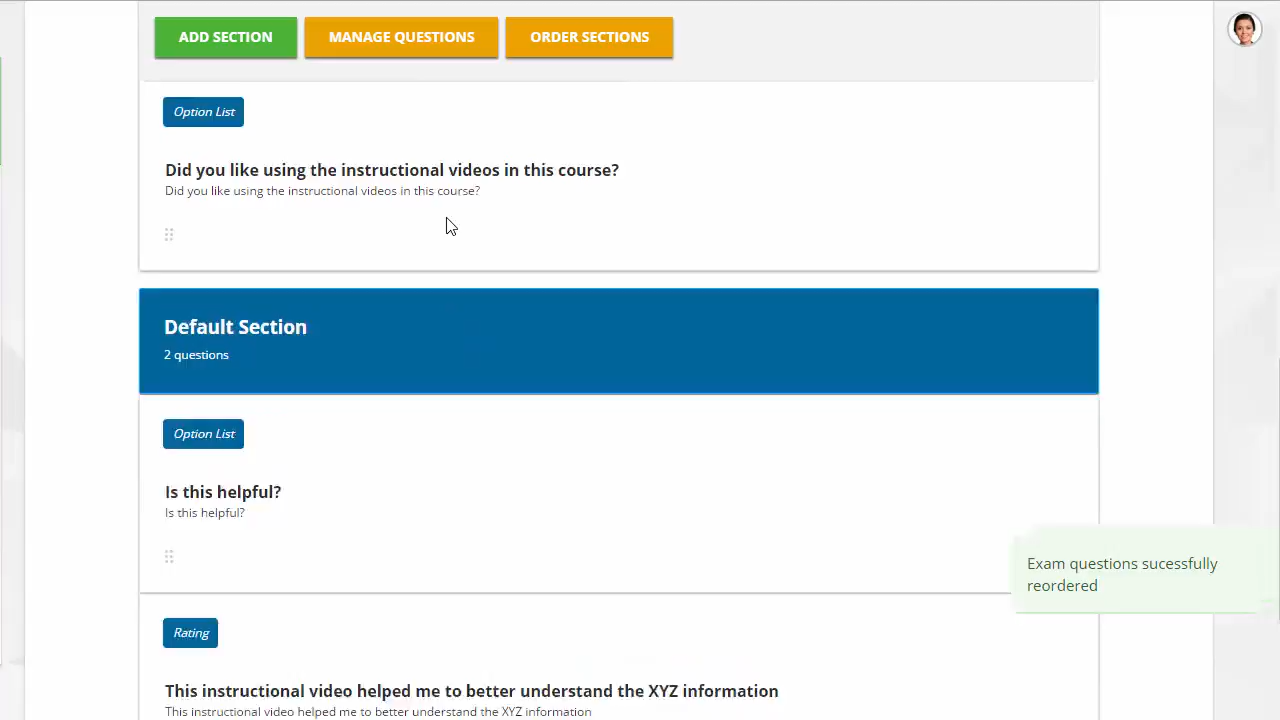 ADD SECTION MANAGE QUESTIONS ORDER SECTIONS
Option List
Did you like using the instructional videos in this course?
Did you like using the instructional videos in this course?
Default Section
2 questions
Option List
Is this helpful?
Is this helpful?
Exam questions sucessfully
reordered
Rating
This instructional video helped me to better understand the XYZ information
This instructional video helped me to better understand the XYZ information